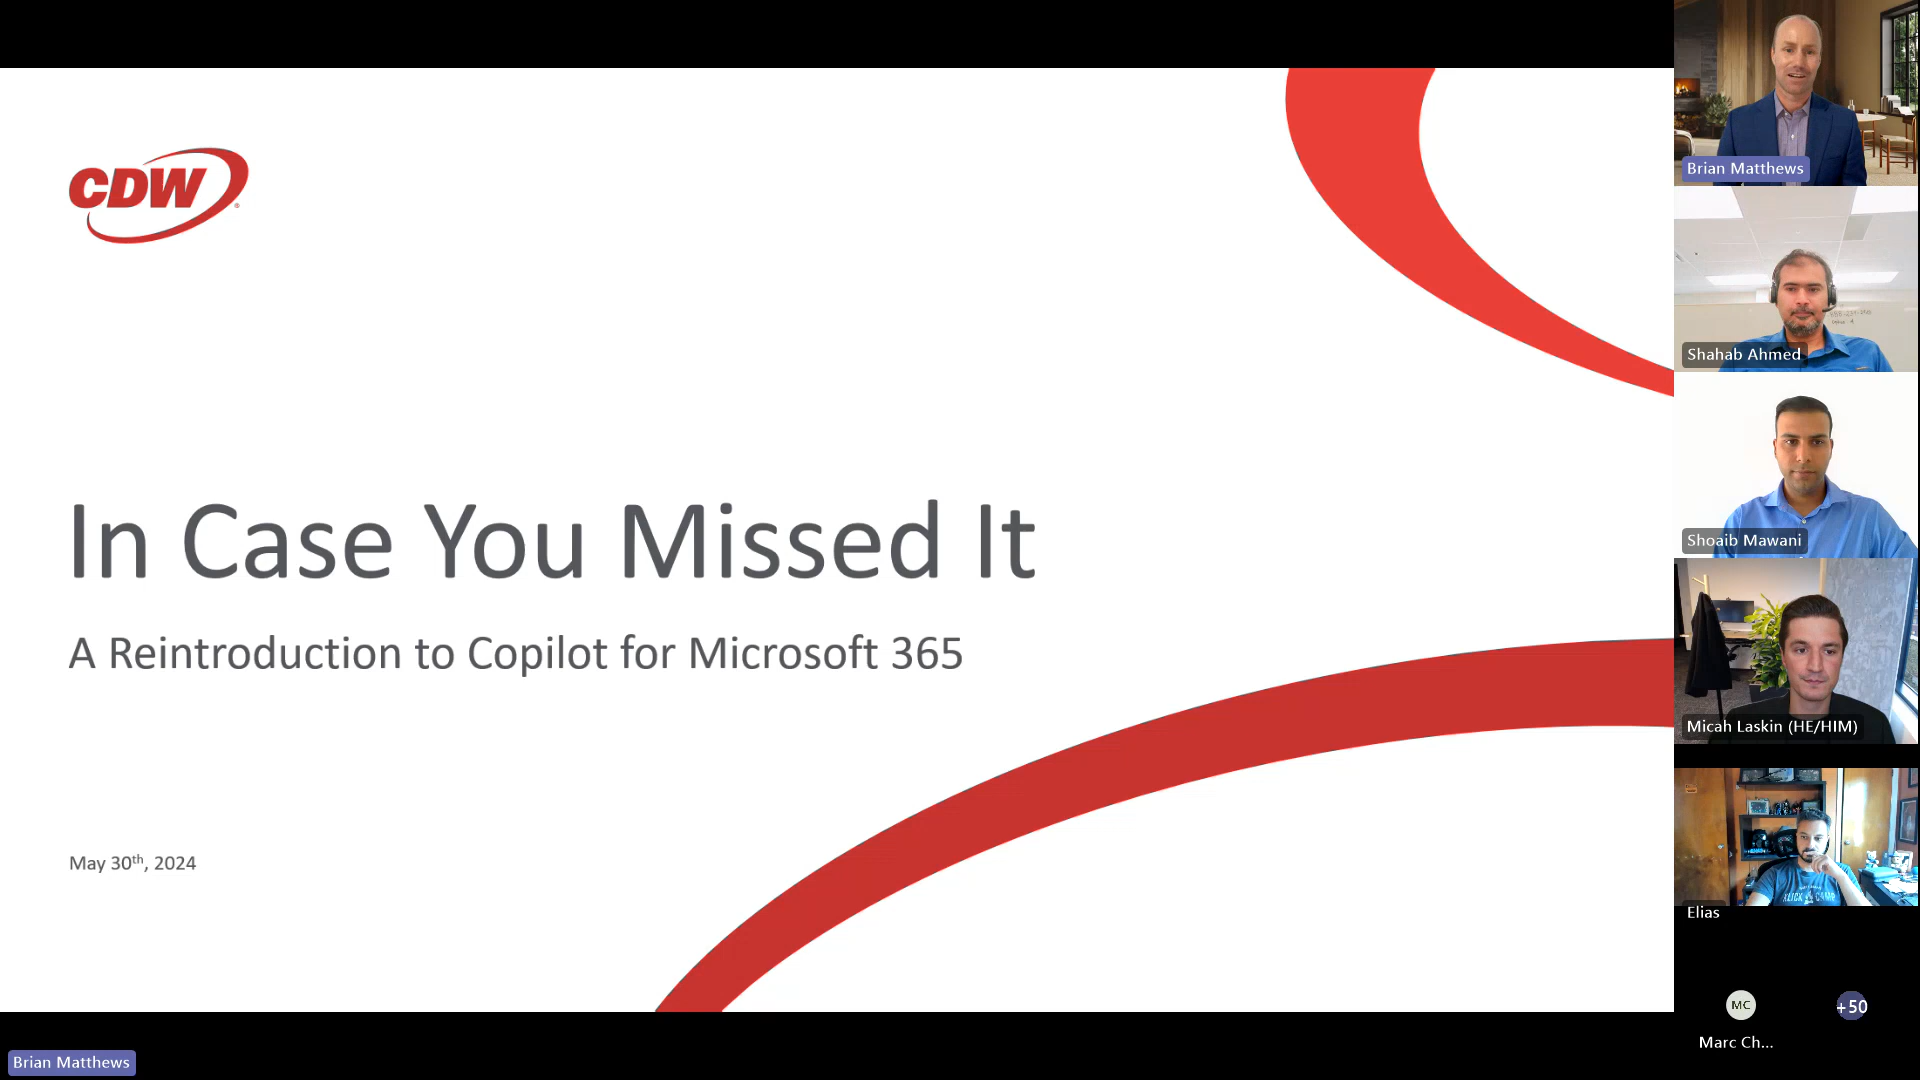 CDW
In Case You Missed It
A Reintroduction to Copilot for Microsoft 365
May 30th, 2024
Brian Matthews
Brian Matthews
Shahab Ahmed
Shoaib Mawani
Micah Laskin (HE/HIM)
Elias
MC
Marc Ch...
+50